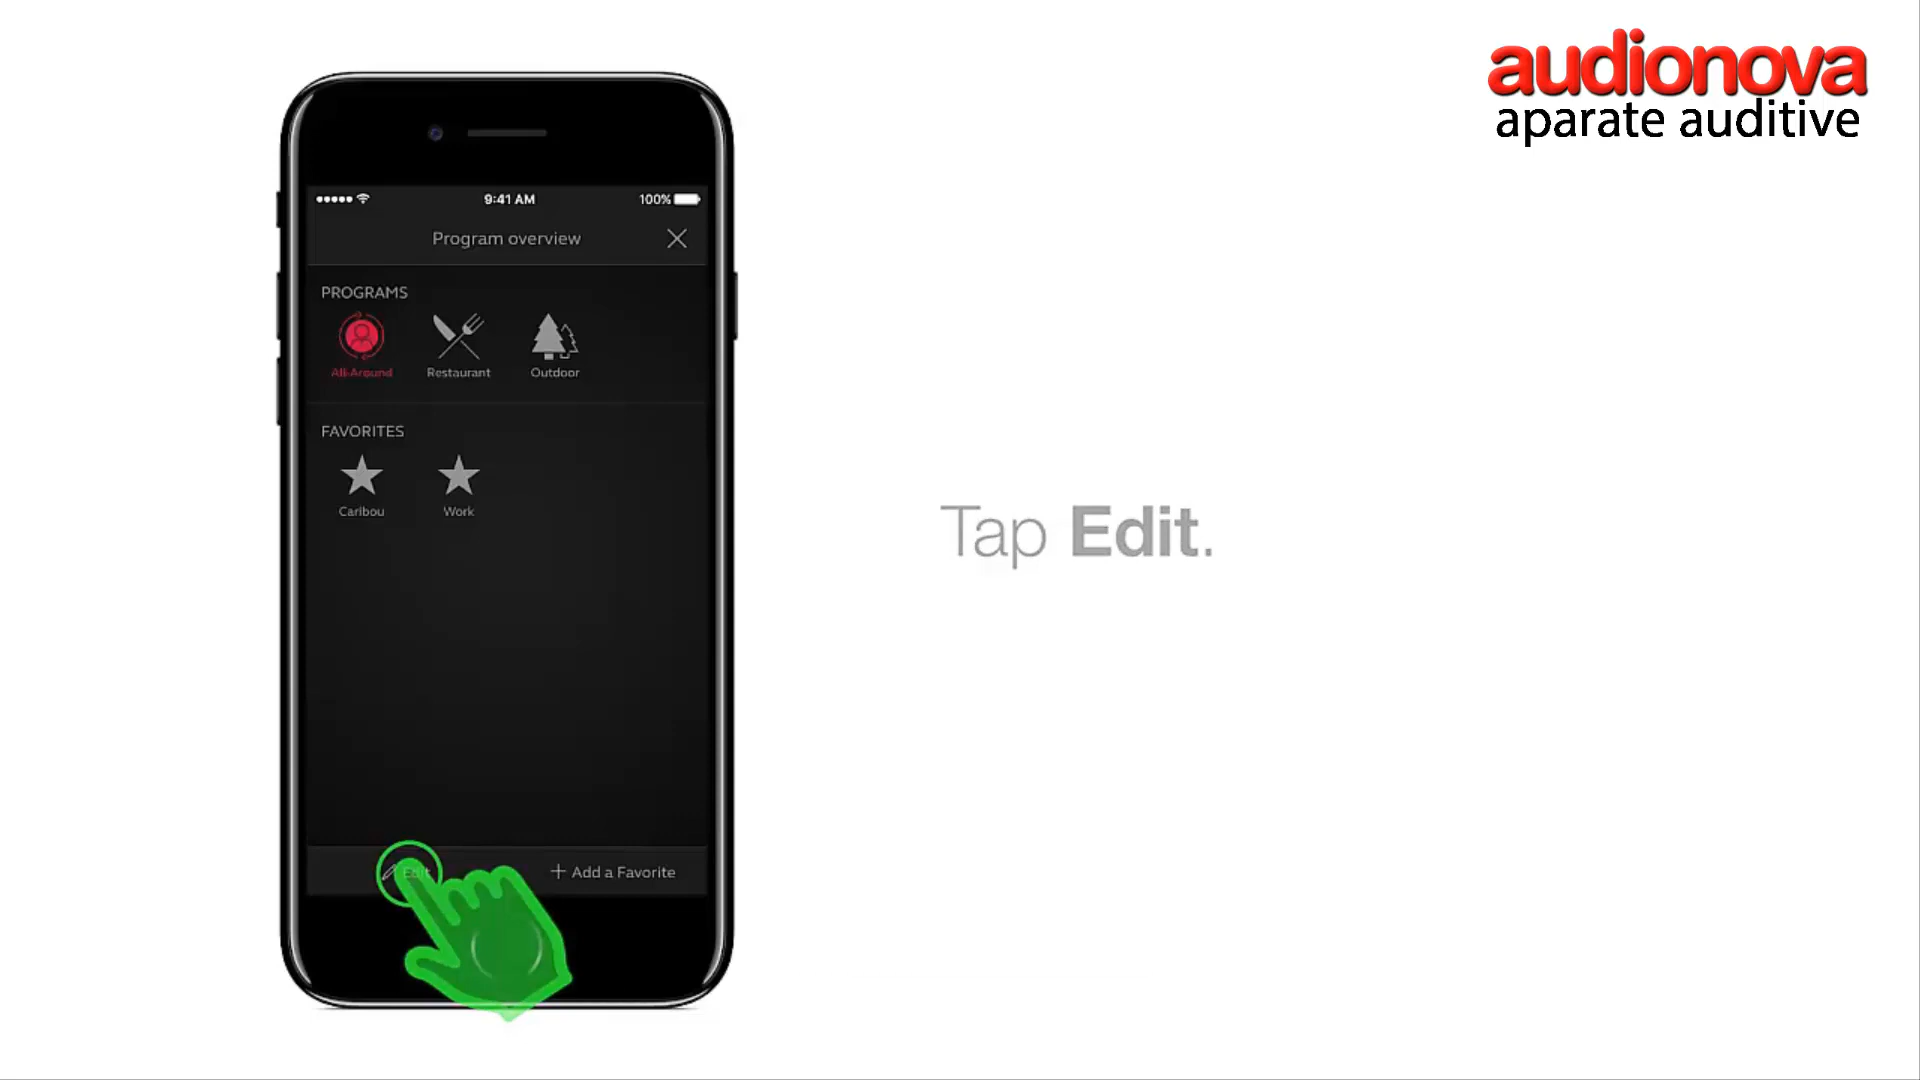 audionova
aparate auditive
9:41 AM
100%
Program overview
PROGRAMS
All-Around
Restaurant
Outdoor
FAVORITES
Caribou
Work
Tap Edit.
Edit
+ Add a Favorite